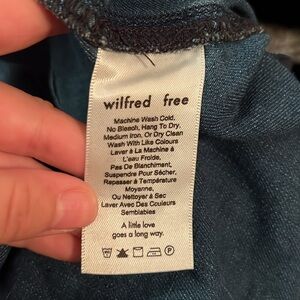 wilfred free
Machine Wash Cold,
No Bleach, Hang To Dry,
Medium Iron, Or Dry Clean
Wash With Like Colours
Laver à La Machine à
L'eau Froide,
Pas De Blanchiment,
Suspendre Pour Sécher,
Repasser à Température
Moyenne,
Ou Nettoyer à Sec
Laver Avec Des Couleurs
Semblables
A little love
goes a long way.
P